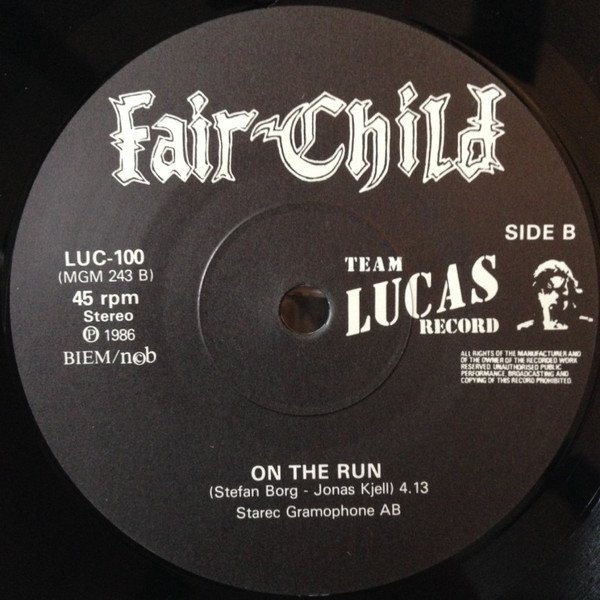 Fair-Child
SIDE B
LUC-100
(MGM 243 B)
45 rpm
Stereo
Ⓟ 1986
BIEM/ncb
TEAM
LUCAS
RECORD
ALL RIGHTS OF THE MANUFACTURER AND
OF THE OWNER OF THE RECORDED WORK
RESERVED. UNAUTHORISED PUBLIC
PERFORMANCE BROADCASTING AND
COPYING OF THIS RECORD PROHIBITED.
ON THE RUN
(Stefan Borg - Jonas Kjell) 4.13
Starec Gramophone AB